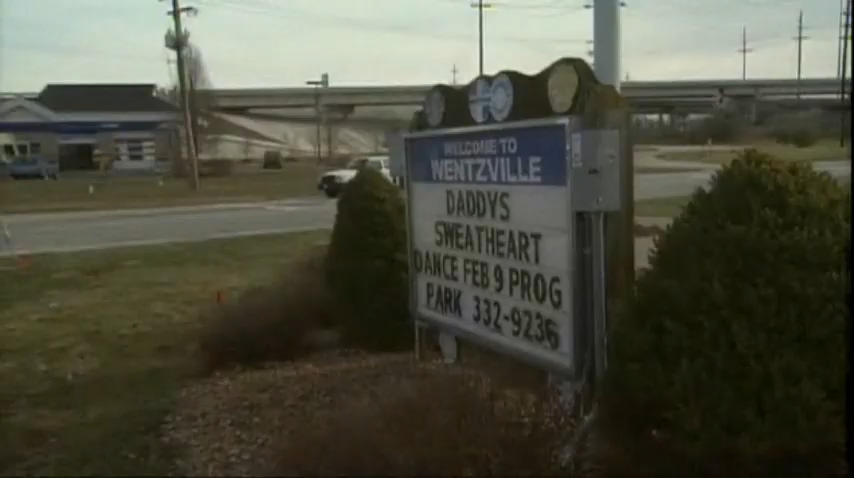 WELCOME TO
WENTZVILLE
DADDYS
SWEATHEART
DANCE FEB 9 PROG
PARK 332-9236